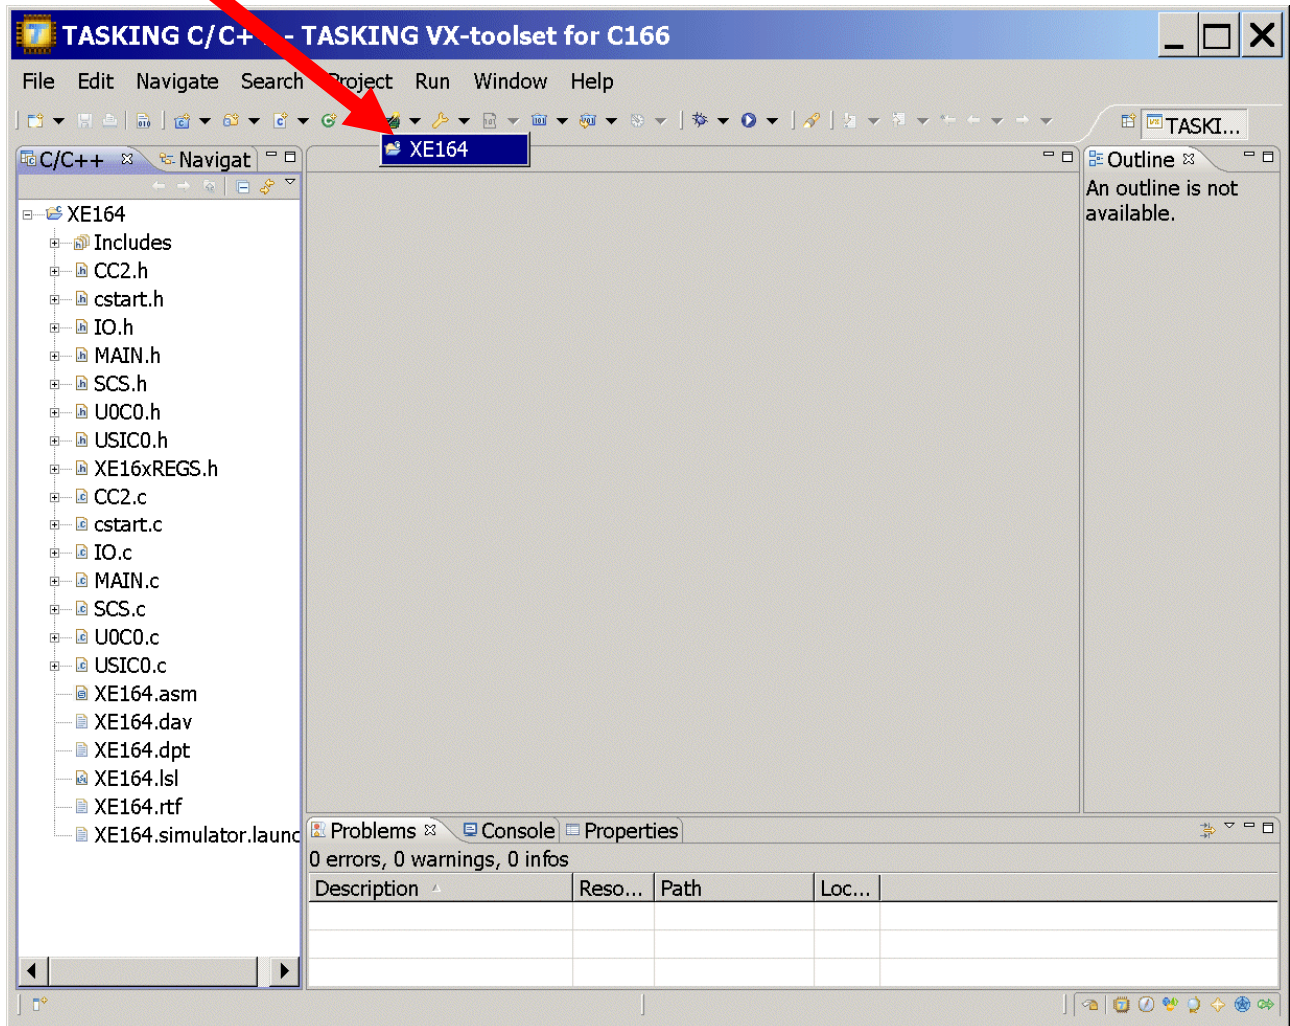 TASKING C/C+ - TASKING VX-toolset for C166
File Edit Navigate Search Project Run Window Help
TASKI...
XE164
C/C++ Navigat
Outline
An outline is not
available.
XE164
Includes
CC2.h
cstart.h
IO.h
MAIN.h
SCS.h
U0C0.h
USIC0.h
XE16xREGS.h
CC2.c
cstart.c
IO.c
MAIN.c
SCS.c
U0C0.c
USIC0.c
XE164.asm
XE164.dav
XE164.dpt
XE164.lsl
XE164.rtf
XE164.simulator.launc
Problems Console Properties
0 errors, 0 warnings, 0 infos
Description Reso... Path Loc...